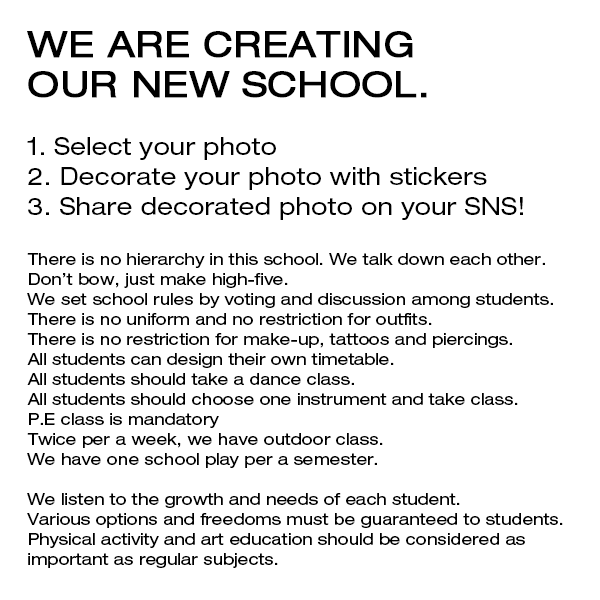 WE ARE CREATING
OUR NEW SCHOOL.
1. Select your photo
2. Decorate your photo with stickers
3. Share decorated photo on your SNS!
There is no hierarchy in this school. We talk down each other.
Don’t bow, just make high-five.
We set school rules by voting and discussion among students.
There is no uniform and no restriction for outfits.
There is no restriction for make-up, tattoos and piercings.
All students can design their own timetable.
All students should take a dance class.
All students should choose one instrument and take class.
P.E class is mandatory
Twice per a week, we have outdoor class.
We have one school play per a semester.
We listen to the growth and needs of each student.
Various options and freedoms must be guaranteed to students.
Physical activity and art education should be considered as
important as regular subjects.